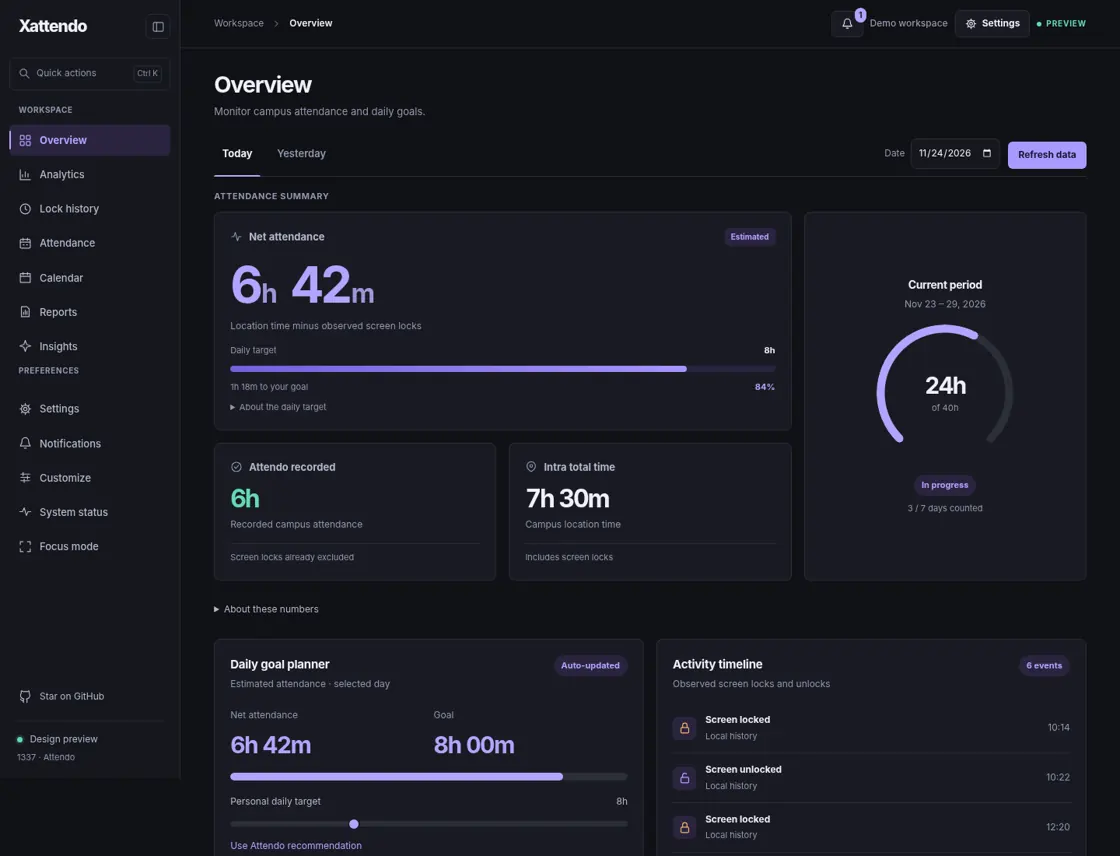 Xattendo
Quick actions
Ctrl K
WORKSPACE
Overview
Analytics
Lock history
Attendance
Calendar
Reports
Insights
PREFERENCES
Settings
Notifications
Customize
System status
Focus mode
Star on GitHub
Design preview
1337 · Attendo
Workspace > Overview
1
Demo workspace
Settings
PREVIEW
Overview
Monitor campus attendance and daily goals.
Today
Yesterday
Date
11/24/2026
Refresh data
ATTENDANCE SUMMARY
Net attendance
Estimated
6h 42m
Location time minus observed screen locks
Daily target
8h
1h 18m to your goal
84%
About the daily target
Current period
Nov 23 – 29, 2026
24h
of 40h
In progress
3 / 7 days counted
Attendo recorded
6h
Recorded campus attendance
Screen locks already excluded
Intra total time
7h 30m
Campus location time
Includes screen locks
About these numbers
Daily goal planner
Auto-updated
Estimated attendance · selected day
Net attendance
Goal
6h 42m
8h 00m
Personal daily target
8h
Use Attendo recommendation
Activity timeline
6 events
Observed screen locks and unlocks
Screen locked
Local history
10:14
Screen unlocked
Local history
10:22
Screen locked
Local history
12:20